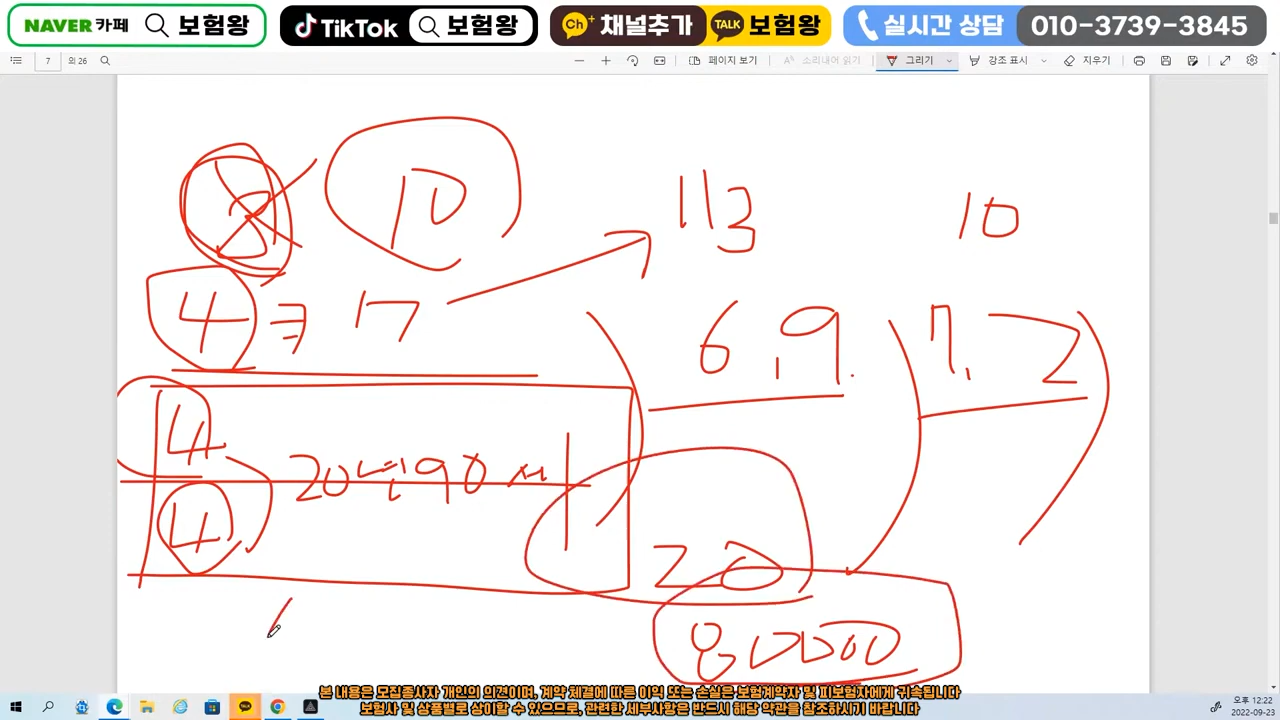 NAVER 카페 보험왕 TikTok 보험왕 Ch+ 채널추가 TALK 보험왕 실시간 상담 010-3739-3845
7 의 26 페이지 보기 소리내어 읽기 그리기 강조 표시 지우기
8 10 113 10
4 17 6.9. 7.2
4 20년90세
4 20
80000
본 내용은 모집종사자 개인의 의견이며, 계약 체결에 따른 이익 또는 손실은 보험계약자 및 피보험자에게 귀속됩니다
보험사 및 상품별로 상이할 수 있으므로, 관련한 세부사항은 반드시 해당 약관을 참조하시기 바랍니다
오후 12:22
2022-09-23